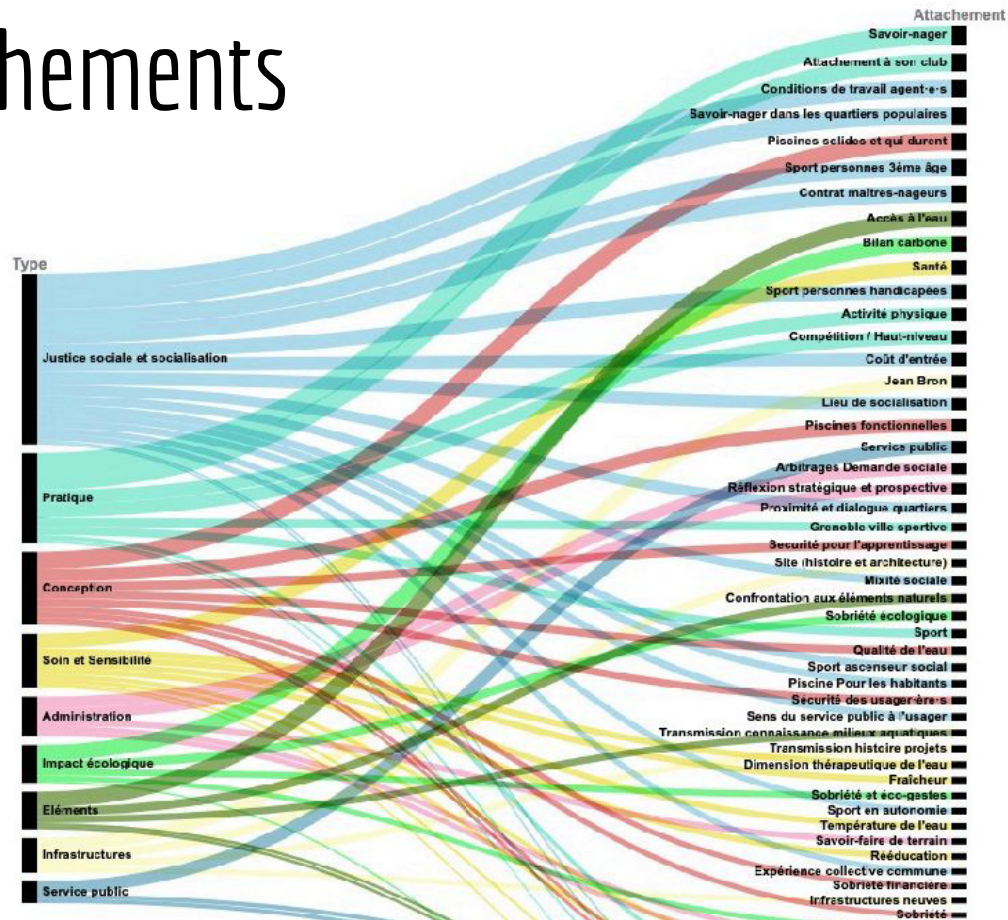 hements
Attachement
Savoir-nager
Attachement à son club
Conditions de travail agent·e·s
Savoir-nager dans les quartiers populaires
Piscines solides et qui durent
Sport personnes 3ème âge
Contrat maîtres-nageurs
Accès à l'eau
Bilan carbone
Santé
Sport personnes handicapées
Activité physique
Compétition / Haut-niveau
Coût d'entrée
Jean Bron
Lieu de socialisation
Piscines fonctionnelles
Service public
Arbitrages Demande sociale
Réflexion stratégique et prospective
Proximité et dialogue quartiers
Grenoble ville sportive
Sécurité pour l'apprentissage
Site (histoire et architecture)
Mixité sociale
Confrontation aux éléments naturels
Sobriété écologique
Sport
Qualité de l'eau
Sport ascenseur social
Piscine Pour les habitants
Sécurité des usager·ère·s
Sens du service public à l'usager
Transmission connaissance milieux aquatiques
Transmission histoire projets
Dimension thérapeutique de l'eau
Fraîcheur
Sobriété et éco-gestes
Sport en autonomie
Température de l'eau
Savoir-faire de terrain
Rééducation
Expérience collective commune
Sobriété financière
Infrastructures neuves
Sobriété
Type
Justice sociale et socialisation
Pratique
Conception
Soin et Sensibilité
Administration
Impact écologique
Eléments
Infrastructures
Service public